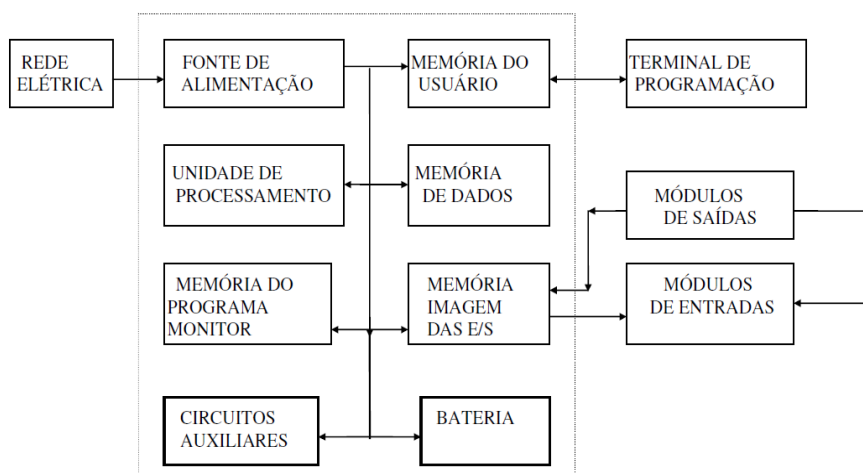 REDE
ELÉTRICA
FONTE DE
ALIMENTAÇÃO
MEMÓRIA DO
USUÁRIO
TERMINAL DE
PROGRAMAÇÃO
UNIDADE DE
PROCESSAMENTO
MEMÓRIA
DE DADOS
MÓDULOS
DE SAÍDAS
MEMÓRIA DO
PROGRAMA
MONITOR
MEMÓRIA
IMAGEM
DAS E/S
MÓDULOS
DE ENTRADAS
CIRCUITOS
AUXILIARES
BATERIA